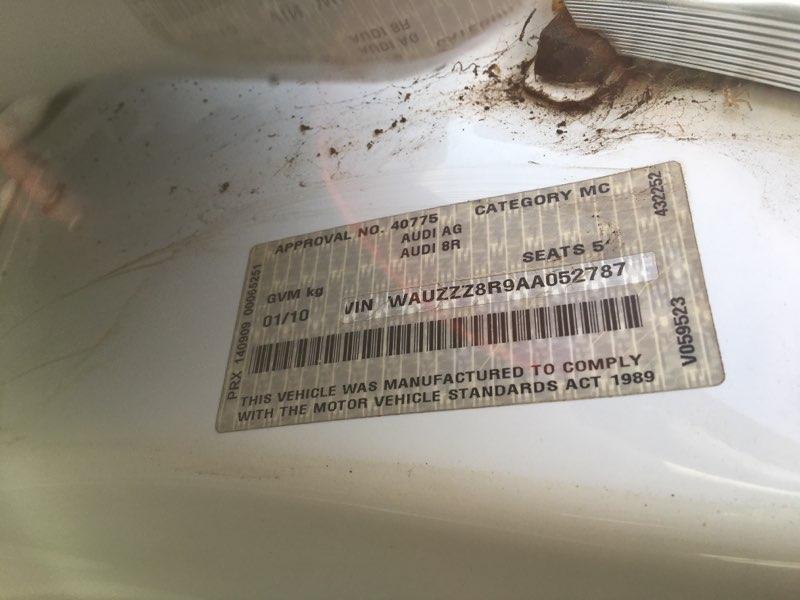 APPROVAL NO. 40775 CATEGORY MC
AUDI AG
AUDI 8R
SEATS 5
GVM kg
VIN WAUZZZ8R9AA052787
01/10
THIS VEHICLE WAS MANUFACTURED TO COMPLY
WITH THE MOTOR VEHICLE STANDARDS ACT 1989
PRX 140909 00065251
432252
V059523